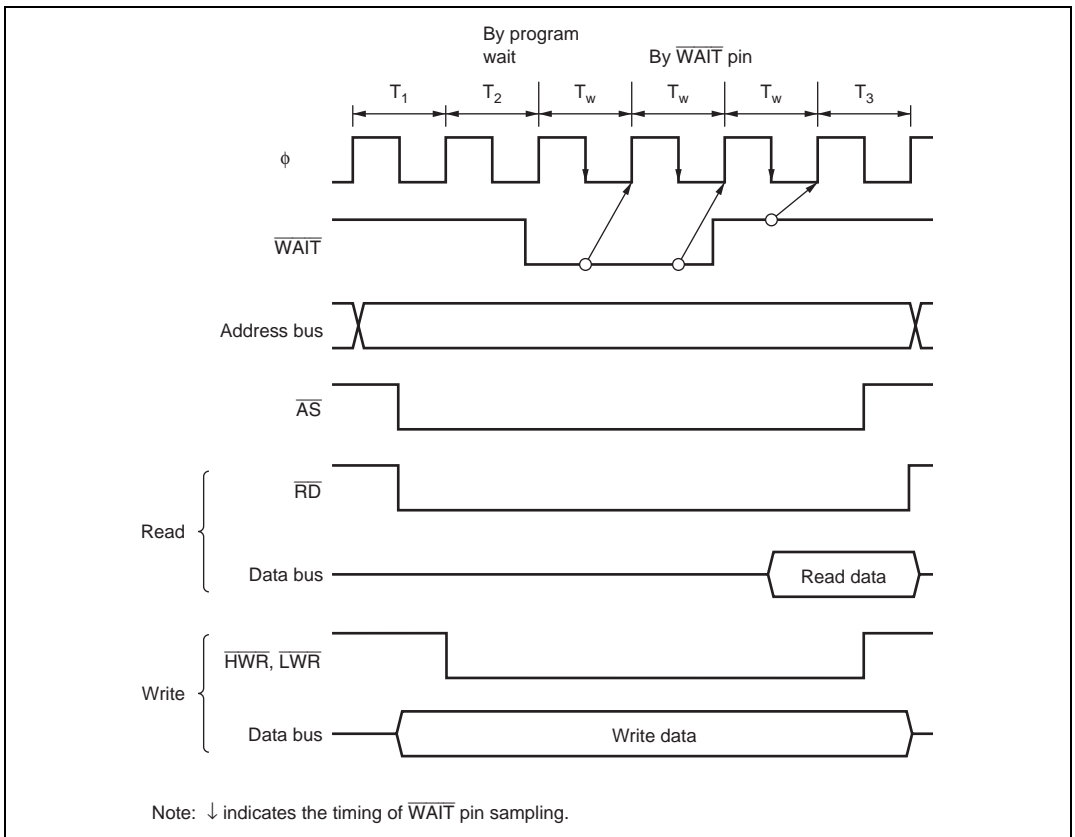 By program
wait
By WAIT pin
T1 T2 Tw Tw Tw T3
ϕ
WAIT
Address bus
AS
RD
Read
Data bus
Read data
HWR, LWR
Write
Data bus
Write data
Note: ↓ indicates the timing of WAIT pin sampling.